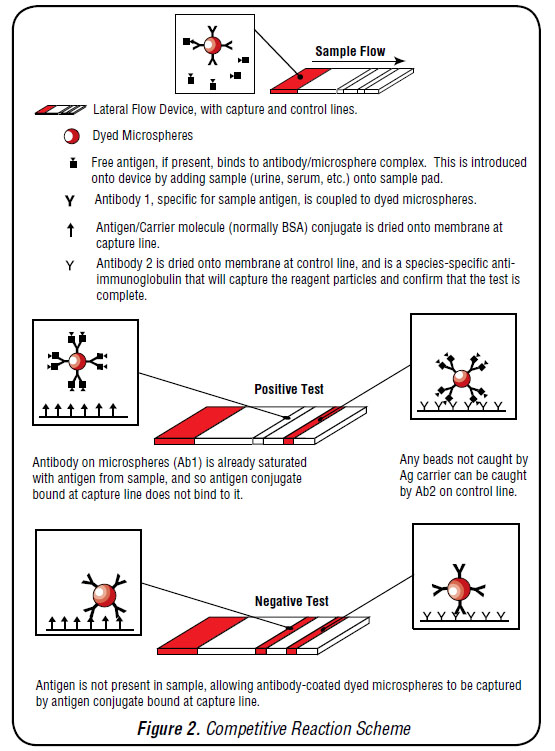 Sample Flow
Lateral Flow Device, with capture and control lines.
Dyed Microspheres
Free antigen, if present, binds to antibody/microsphere complex. This is introduced
onto device by adding sample (urine, serum, etc.) onto sample pad.
Antibody 1, specific for sample antigen, is coupled to dyed microspheres.
Antigen/Carrier molecule (normally BSA) conjugate is dried onto membrane at
capture line.
Antibody 2 is dried onto membrane at control line, and is a species-specific anti-
immunoglobulin that will capture the reagent particles and confirm that the test is
complete.
Positive Test
Antibody on microspheres (Ab1) is already saturated
with antigen from sample, and so antigen conjugate
bound at capture line does not bind to it.
Any beads not caught by
Ag carrier can be caught
by Ab2 on control line.
Negative Test
Antigen is not present in sample, allowing antibody-coated dyed microspheres to be captured
by antigen conjugate bound at capture line.
Figure 2. Competitive Reaction Scheme